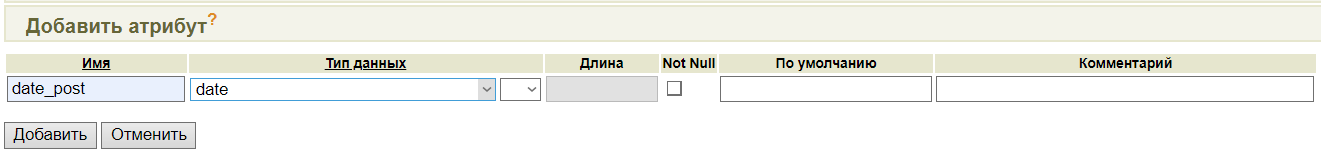 Добавить атрибут?
Имя Тип данных Длина Not Null По умолчанию Комментарий
date_post date
Добавить Отменить